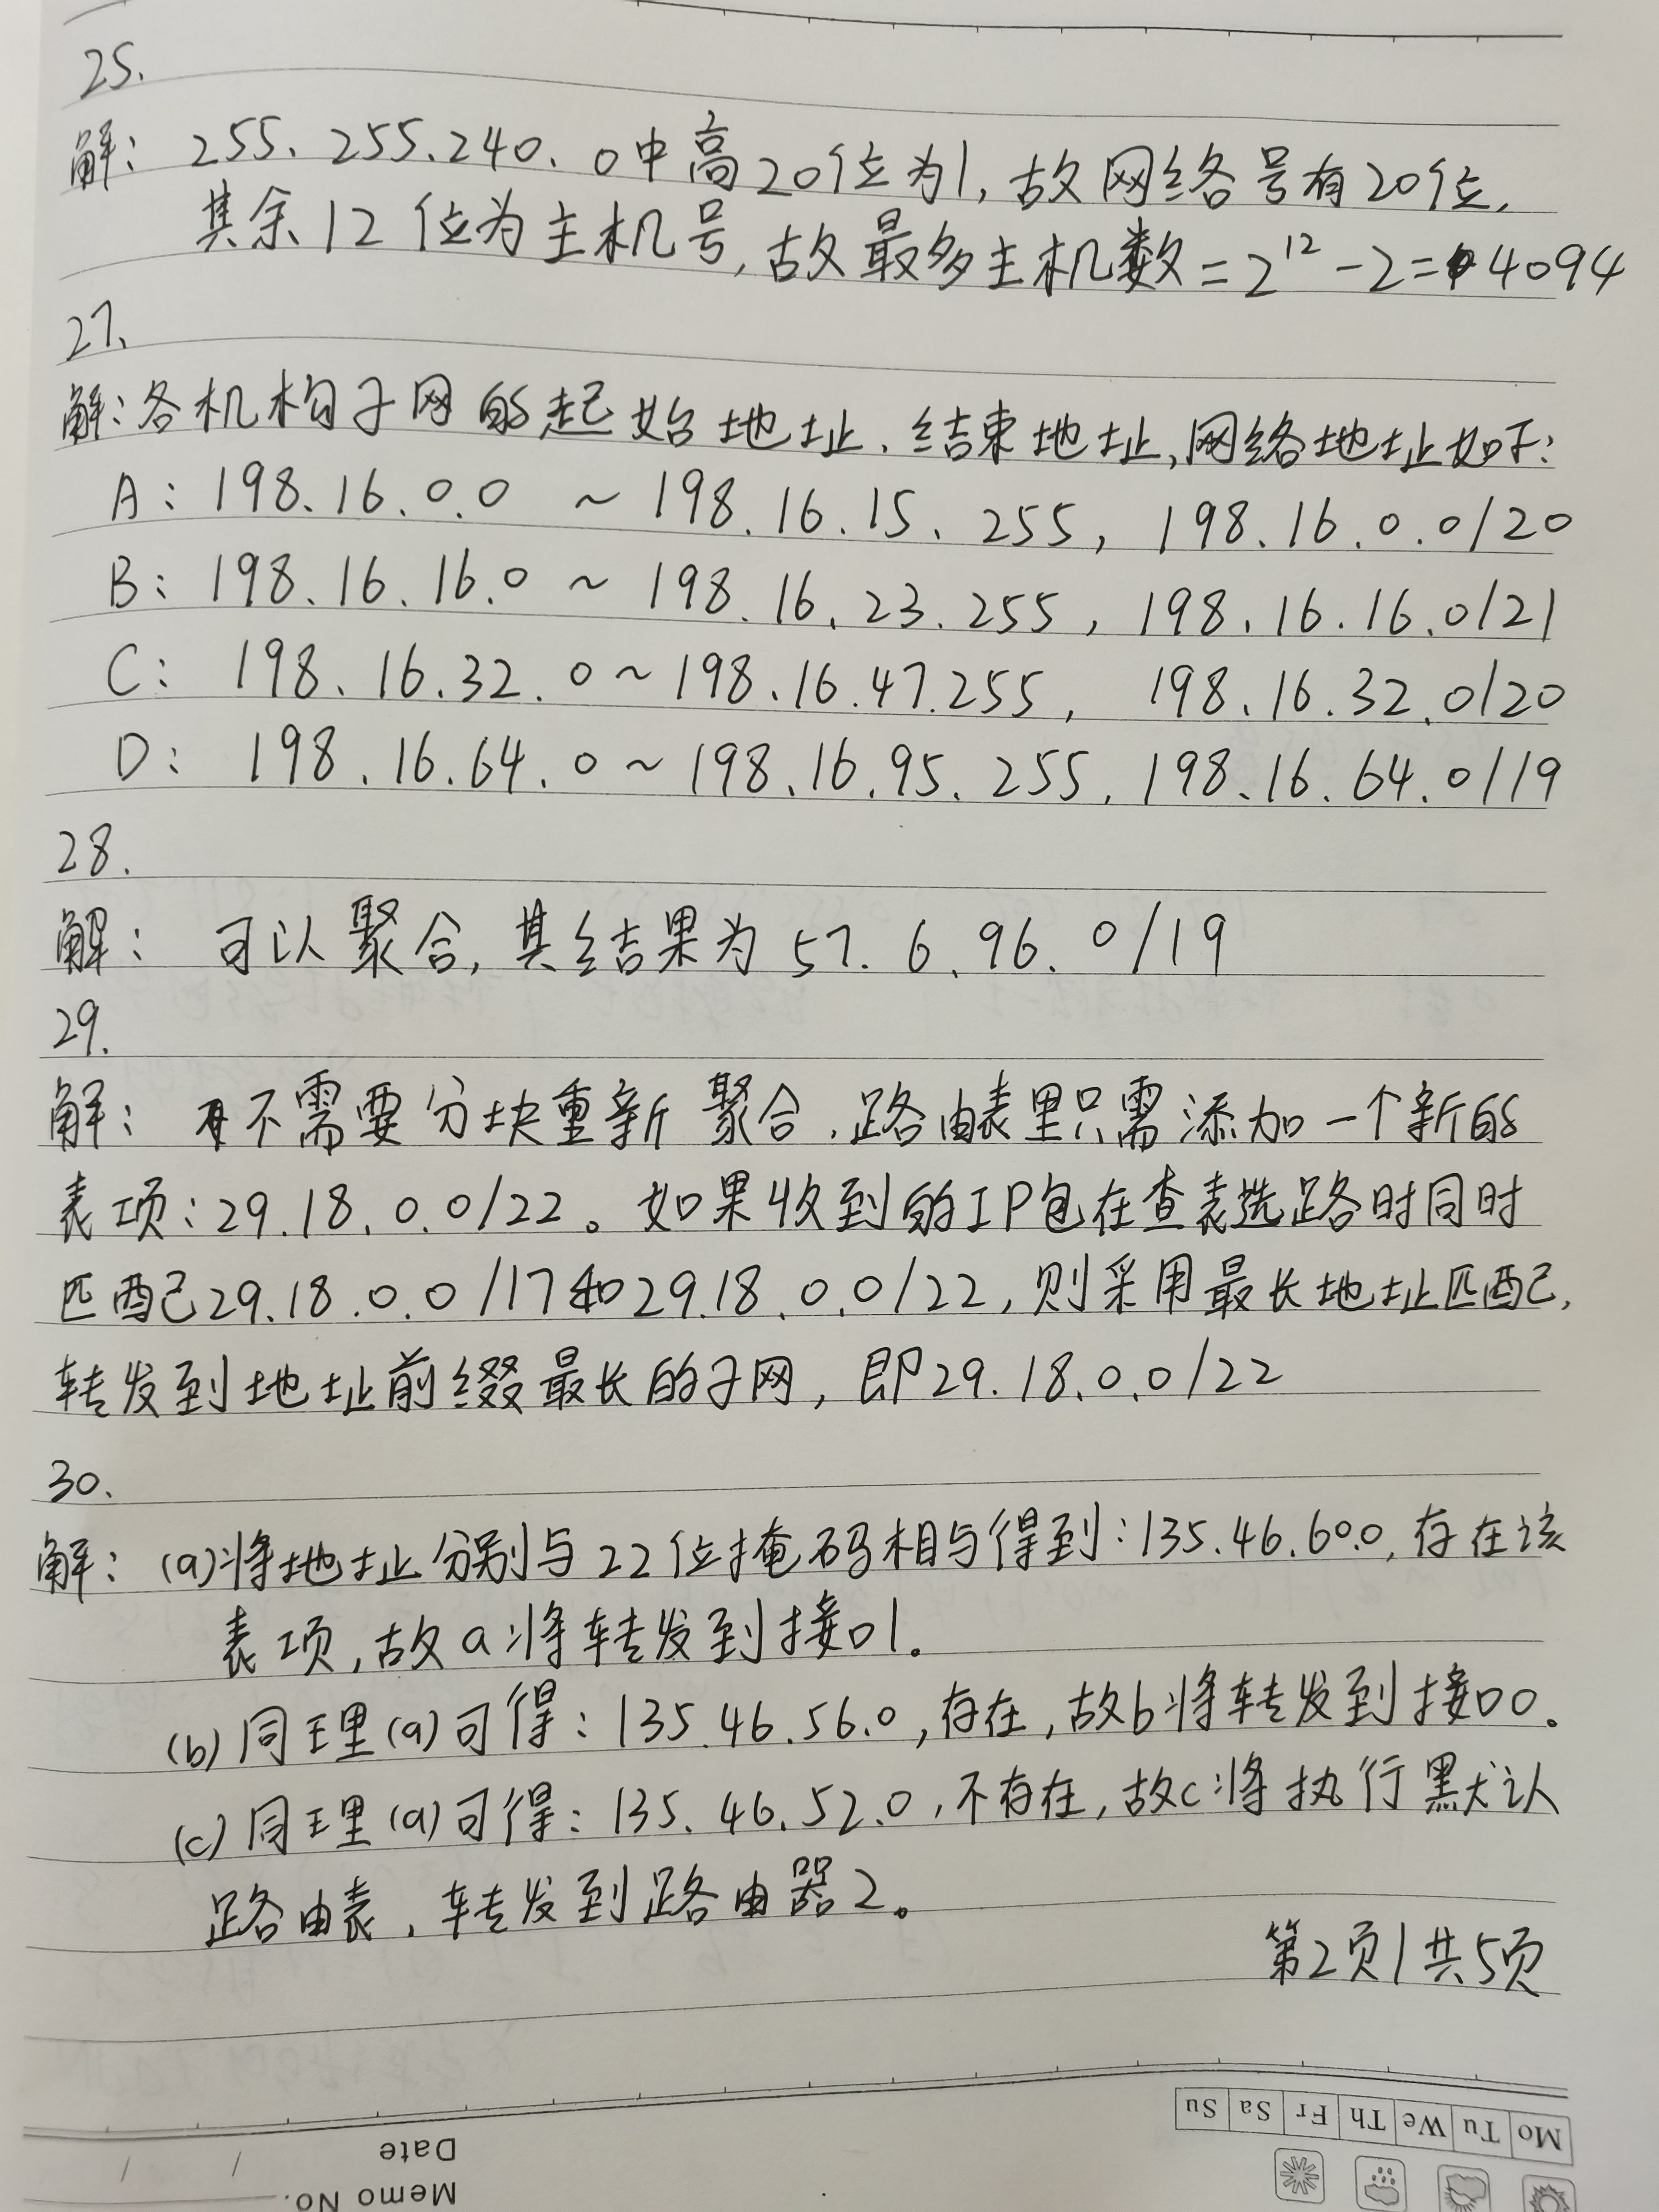 25.
解: 255.255.240.0中高20位为1,故网络号有20位,
其余12位为主机号,故最多主机数=2¹²-2=4094
27.
解:各机构子网的起始地址、结束地址,网络地址如下:
A: 198.16.0.0 ~ 198.16.15.255, 198.16.0.0/20
B: 198.16.16.0 ~ 198.16.23.255, 198.16.16.0/21
C: 198.16.32.0~198.16.47.255, 198.16.32.0/20
D: 198.16.64.0~198.16.95.255, 198.16.64.0/19
28.
解: 可以聚合,其结果为57.6.96.0/19
29.
解: 不需要分块重新聚合,路由表里只需添加一个新的
表项:29.18.0.0/22。如果收到的IP包在查表选路时同时
匹配29.18.0.0/17和29.18.0.0/22,则采用最长地址匹配,
转发到地址前缀最长的子网,即29.18.0.0/22
30.
解: (a)将地址分别与22位掩码相与得到:135.46.60.0,存在该
表项,故a将转发到接口1。
(b)同理(a)可得:135.46.56.0,存在,故b将转发到接口0。
(c)同理(a)可得:135.46.52.0,不存在,故c将执行默认
路由表,转发到路由器2。
第2页/共5页
Mo Tu We Th Fr Sa Su
Date / /
Memo No.